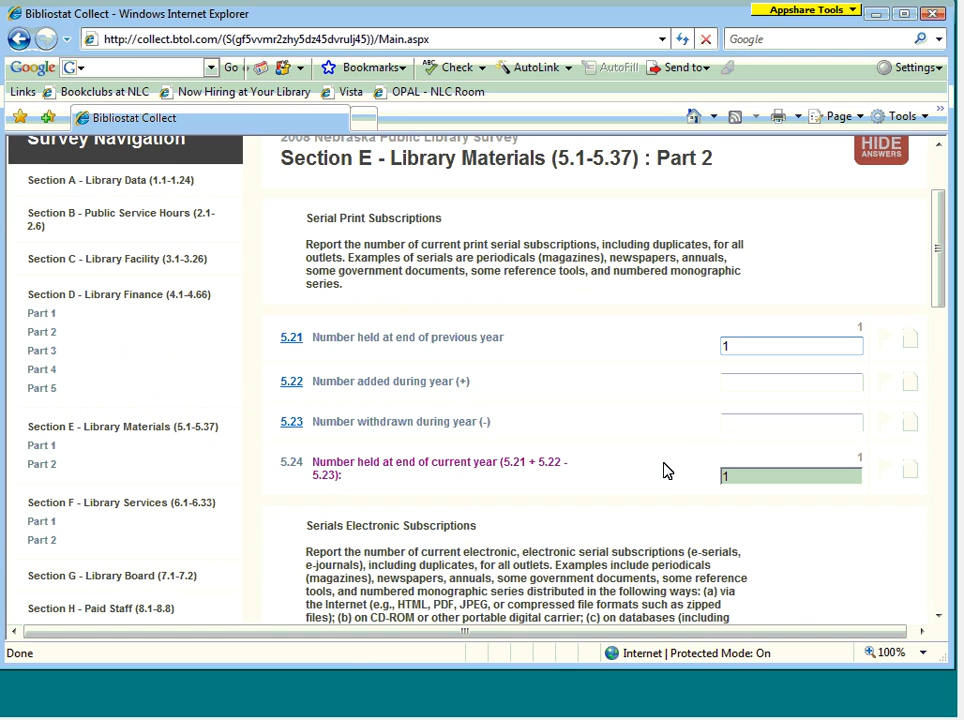 Bibliostat Collect - Windows Internet Explorer
Appshare Tools
http://collect.btol.com/(S(gf5vvmr2zhy5dz45dvrulj45))/Main.aspx
Google
Google G Go Bookmarks ABC Check AutoLink AutoFill Send to Settings
Links Bookclubs at NLC Now Hiring at Your Library Vista OPAL - NLC Room
Bibliostat Collect
Page Tools »
Survey Navigation
2008 Nebraska Public Library Survey
Section E - Library Materials (5.1-5.37) : Part 2
HIDE
ANSWERS
Section A - Library Data (1.1-1.24)
Section B - Public Service Hours (2.1-
2.6)
Section C - Library Facility (3.1-3.26)
Section D - Library Finance (4.1-4.66)
Part 1
Part 2
Part 3
Part 4
Part 5
Section E - Library Materials (5.1-5.37)
Part 1
Part 2
Section F - Library Services (6.1-6.33)
Part 1
Part 2
Section G - Library Board (7.1-7.2)
Section H - Paid Staff (8.1-8.8)
Serial Print Subscriptions
Report the number of current print serial subscriptions, including duplicates, for all
outlets. Examples of serials are periodicals (magazines), newspapers, annuals,
some government documents, some reference tools, and numbered monographic
series.
1
5.21 Number held at end of previous year 1
5.22 Number added during year (+)
5.23 Number withdrawn during year (-)
1
5.24 Number held at end of current year (5.21 + 5.22 -
5.23): 1
Serials Electronic Subscriptions
Report the number of current electronic, electronic serial subscriptions (e-serials,
e-journals), including duplicates, for all outlets. Examples include periodicals
(magazines), newspapers, annuals, some government documents, some reference
tools, and numbered monographic series distributed in the following ways: (a) via
the Internet (e.g., HTML, PDF, JPEG, or compressed file formats such as zipped
files); (b) on CD-ROM or other portable digital carrier; (c) on databases (including
Done
Internet | Protected Mode: On
100%